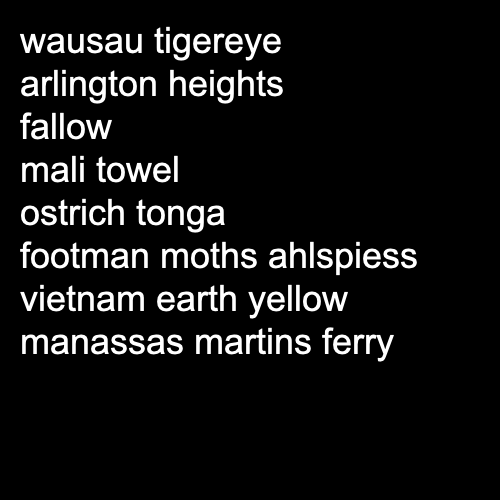 wausau tigereye
arlington heights
fallow
mali towel
ostrich tonga
footman moths ahlspiess
vietnam earth yellow
manassas martins ferry